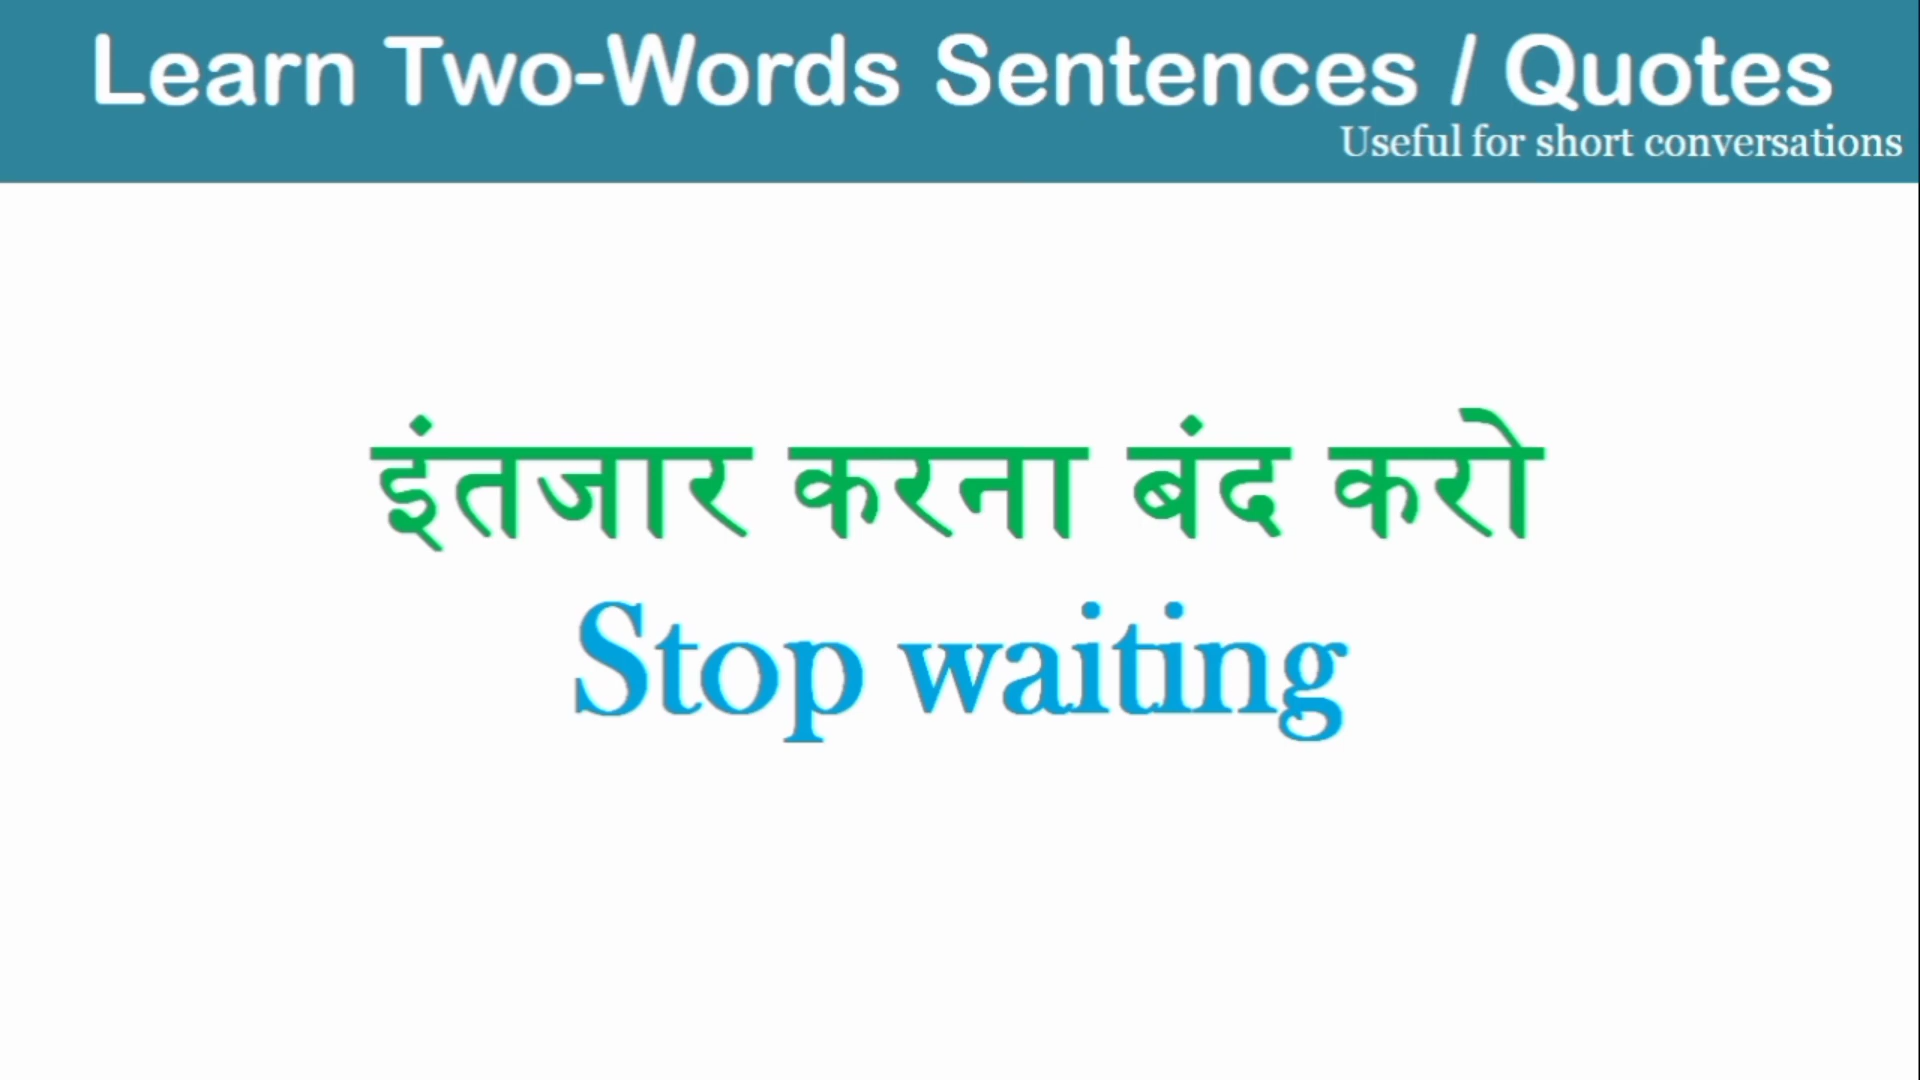 Learn Two-Words Sentences / Quotes
Useful for short conversations
इंतजार करना बंद करो
Stop waiting